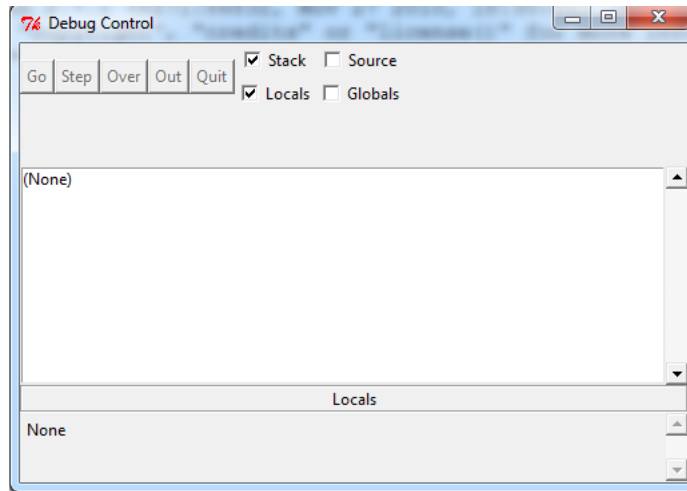 Debug Control
Go Step Over Out Quit
Stack Source
Locals Globals
(None)
Locals
None